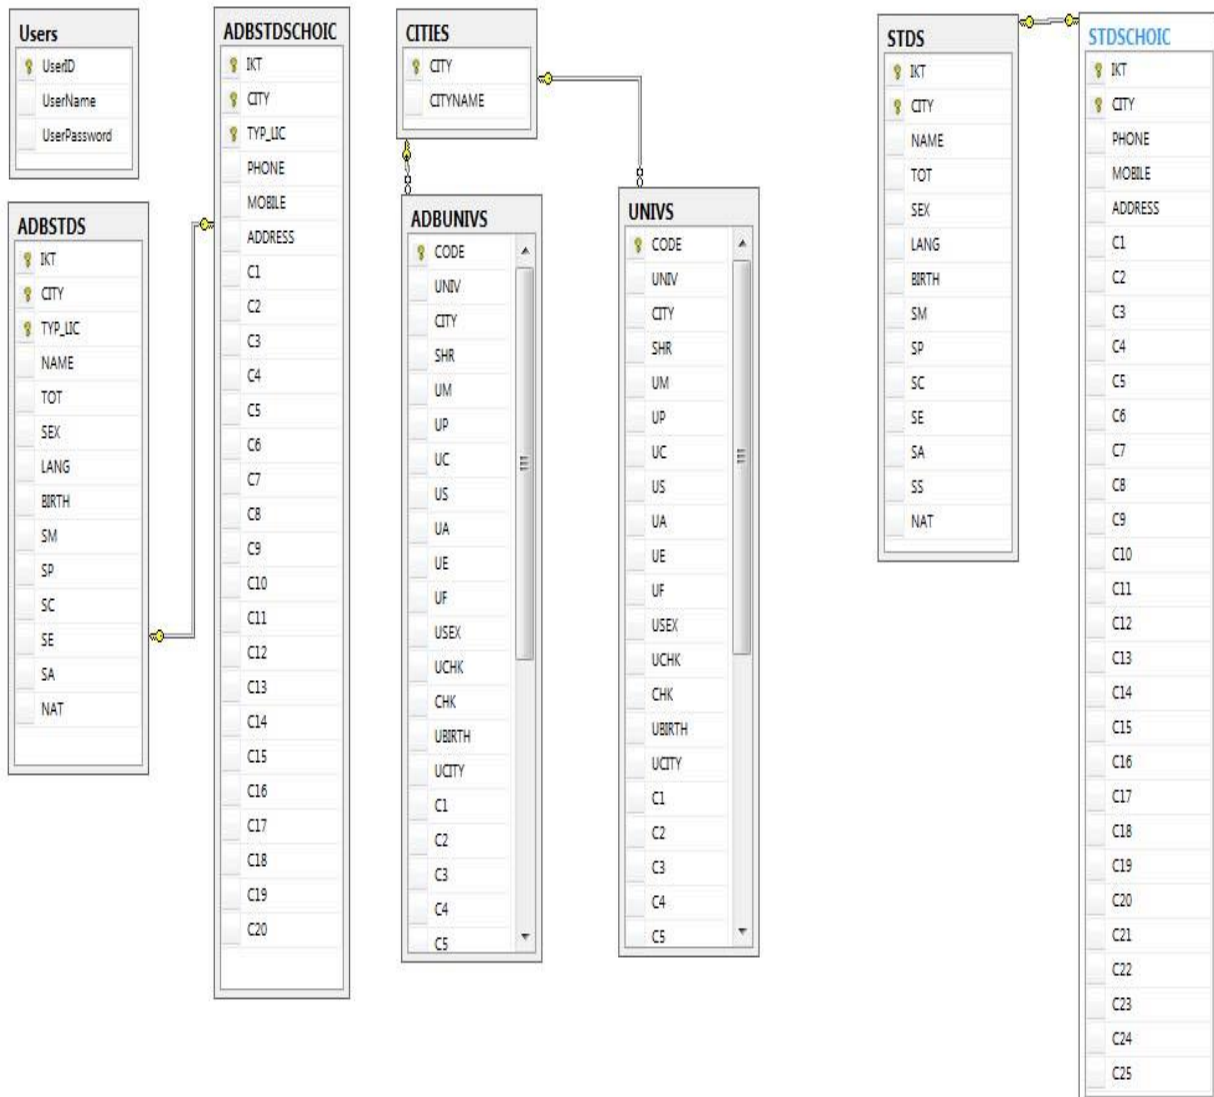 Users
UserID
UserName
UserPassword
ADBSTDS
IKT
CITY
TYP_LIC
NAME
TOT
SEX
LANG
BIRTH
SM
SP
SC
SE
SA
NAT
ADBSTDSCHOIC
IKT
CITY
TYP_LIC
PHONE
MOBILE
ADDRESS
C1
C2
C3
C4
C5
C6
C7
C8
C9
C10
C11
C12
C13
C14
C15
C16
C17
C18
C19
C20
CITIES
CITY
CITYNAME
ADBUNIVS
CODE
UNIV
CITY
SHR
UM
UP
UC
US
UA
UE
UF
USEX
UCHK
CHK
UBIRTH
UCITY
C1
C2
C3
C4
C5
UNIVS
CODE
UNIV
CITY
SHR
UM
UP
UC
US
UA
UE
UF
USEX
UCHK
CHK
UBIRTH
UCITY
C1
C2
C3
C4
C5
STDS
IKT
CITY
NAME
TOT
SEX
LANG
BIRTH
SM
SP
SC
SE
SA
SS
NAT
STDSCHOIC
IKT
CITY
PHONE
MOBILE
ADDRESS
C1
C2
C3
C4
C5
C6
C7
C8
C9
C10
C11
C12
C13
C14
C15
C16
C17
C18
C19
C20
C21
C22
C23
C24
C25